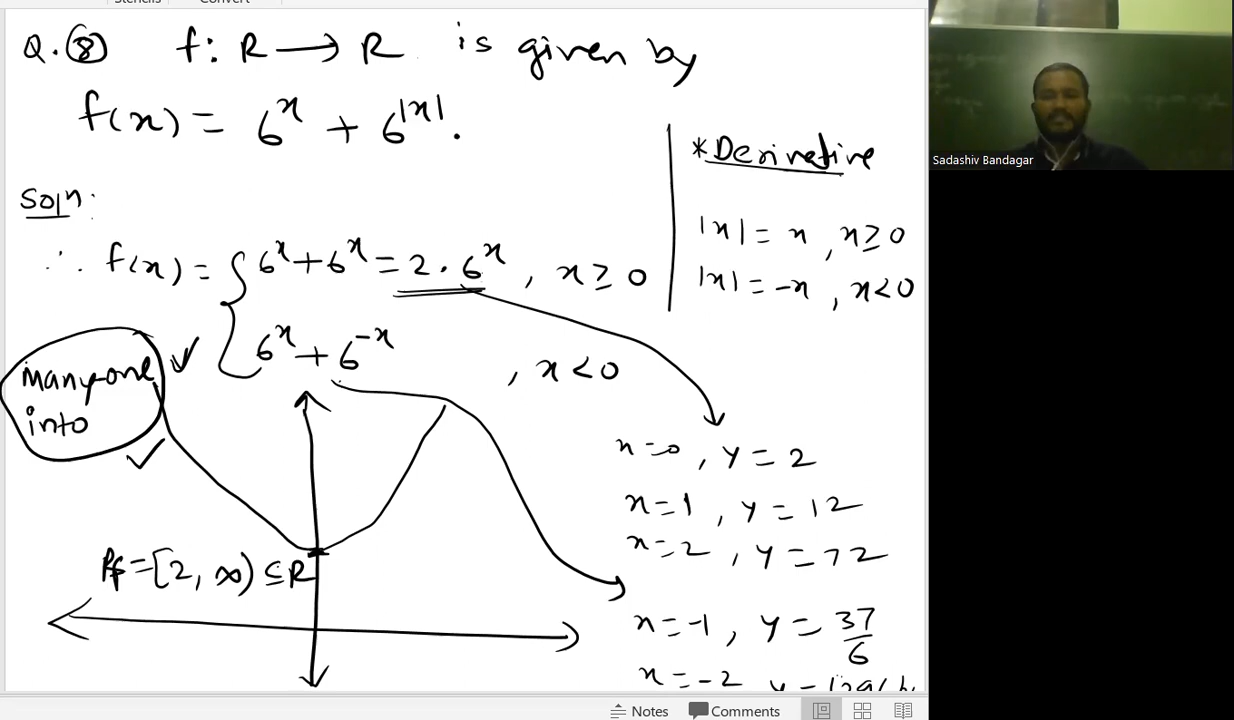 Stencils Convert
Q.⑧ f: R → R is given by
f(x) = 6^x + 6^|x|.
Soln:
∴ f(x) = { 6^x + 6^x = 2 · 6^x , x ≥ 0
6^x + 6^-x , x < 0
* Derivetive
|x| = x , x ≥ 0
|x| = -x , x < 0
Many-one ✓
into ✓
Rf = [2, ∞) ⊆ R
x = 0 , y = 2
x = 1 , y = 12
x = 2 , y = 72
x = -1 , y = 37/6
x = -2 y =
Sadashiv Bandagar
Notes Comments